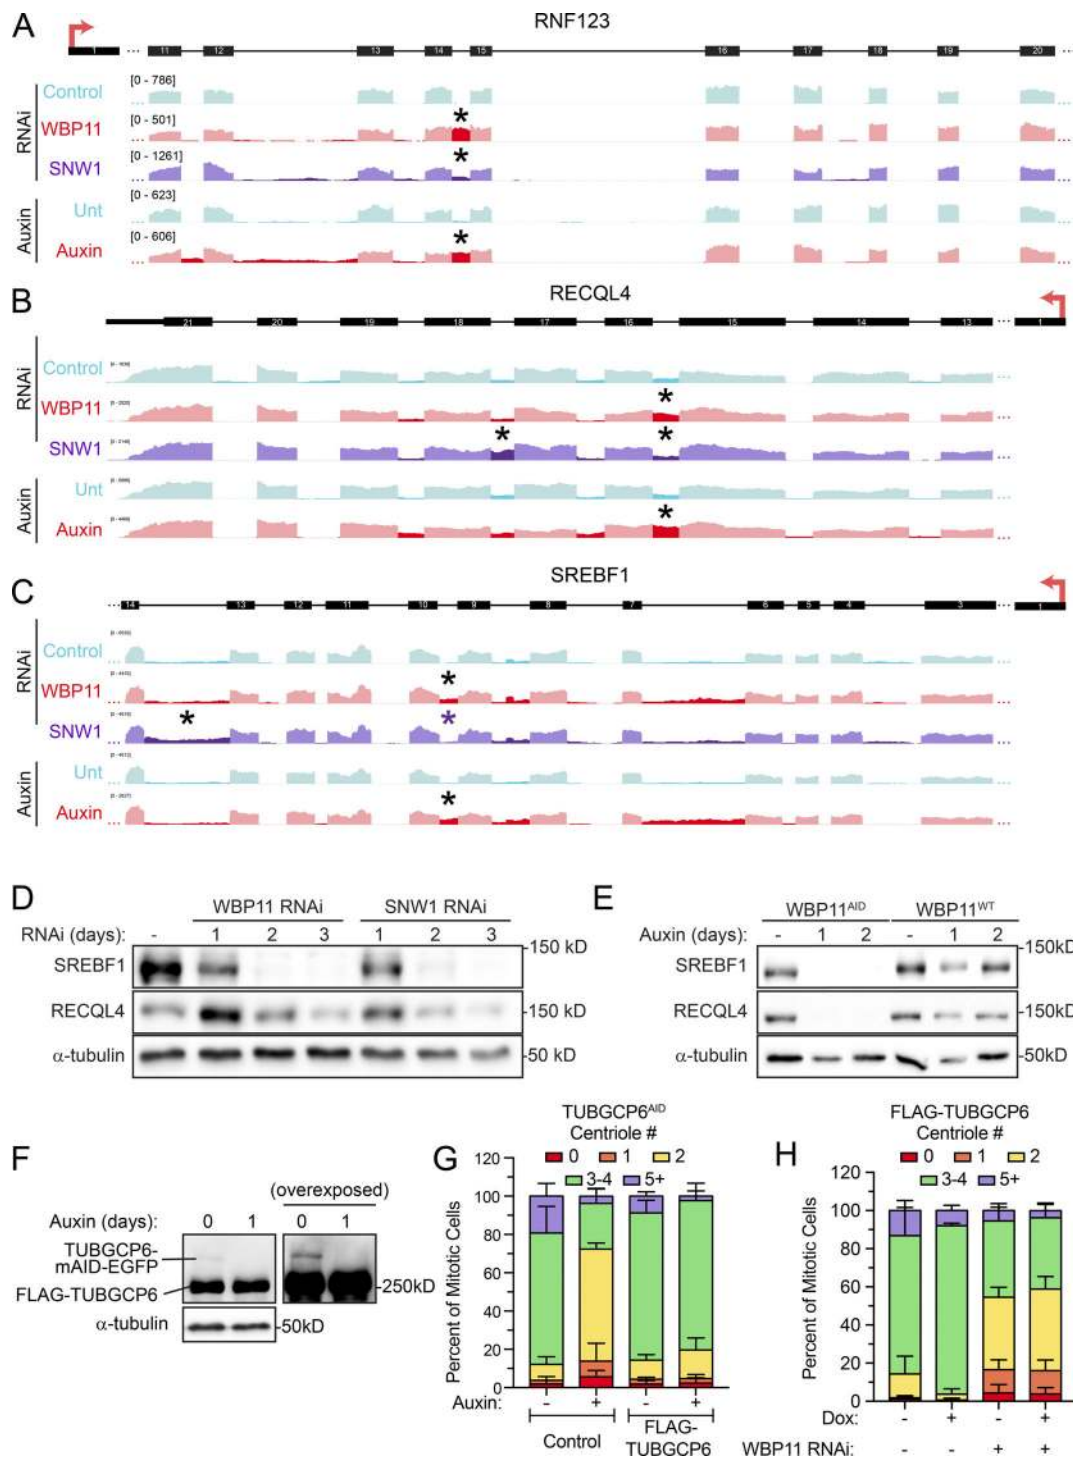 A
RNF123
1 ... 11 12 13 14 15 16 17 18 19 20 ...
RNAi
Control [0 - 786]
*
WBP11 [0 - 501]
*
SNW1 [0 - 1261]
Auxin
Unt [0 - 623]
*
Auxin [0 - 606]
B
RECQL4
21 20 19 18 17 16 15 14 13 ... 1
RNAi
Control ...
*
WBP11 ...
* *
SNW1 ...
Auxin
Unt ...
*
Auxin ...
C
SREBF1
... 14 13 12 11 10 9 8 7 6 5 4 3 ... 1
RNAi
Control
*
WBP11
* *
SNW1
Auxin
Unt
*
Auxin
D
WBP11 RNAi SNW1 RNAi
RNAi (days): - 1 2 3 1 2 3
-150 kD
SREBF1
RECQL4 -150 kD
α-tubulin -50 kD
E
WBP11AID WBP11WT
Auxin (days): - 1 2 - 1 2
-150kD
SREBF1
RECQL4 -150kD
α-tubulin -50kD
F
(overexposed)
Auxin (days): 0 1 0 1
TUBGCP6-
mAID-EGFP
FLAG-TUBGCP6 -250kD
α-tubulin -50kD
G
TUBGCP6AID
Centriole #
0 1 2
3-4 5+
Percent of Mitotic Cells
120
100
80
60
40
20
0
Auxin: - + - +
Control FLAG-
TUBGCP6
H
FLAG-TUBGCP6
Centriole #
0 1 2
3-4 5+
Percent of Mitotic Cells
120
100
80
60
40
20
0
Dox: - + - +
WBP11 RNAi: - - + +